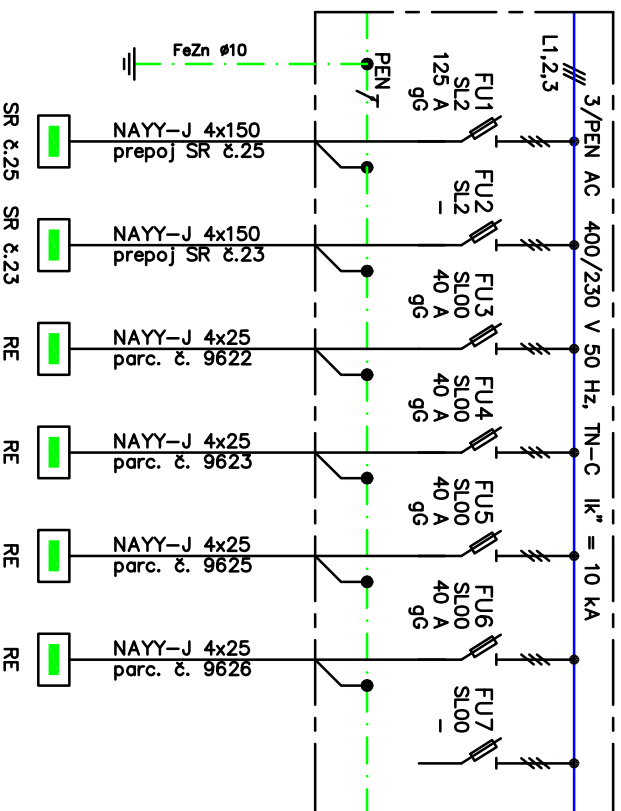 3/PEN AC 400/230 V 50 Hz, TN-C Ik" = 10 kA
L1,2,3
PEN
FeZn ø10
FU1
SL2
125 A
gG
NAYY-J 4x150
prepoj SR č.25
SR č.25
FU2
SL2
-
NAYY-J 4x150
prepoj SR č.23
SR č.23
FU3
SL00
40 A
gG
NAYY-J 4x25
parc. č. 9622
RE
FU4
SL00
40 A
gG
NAYY-J 4x25
parc. č. 9623
RE
FU5
SL00
40 A
gG
NAYY-J 4x25
parc. č. 9625
RE
FU6
SL00
40 A
gG
NAYY-J 4x25
parc. č. 9626
RE
FU7
SL00
-